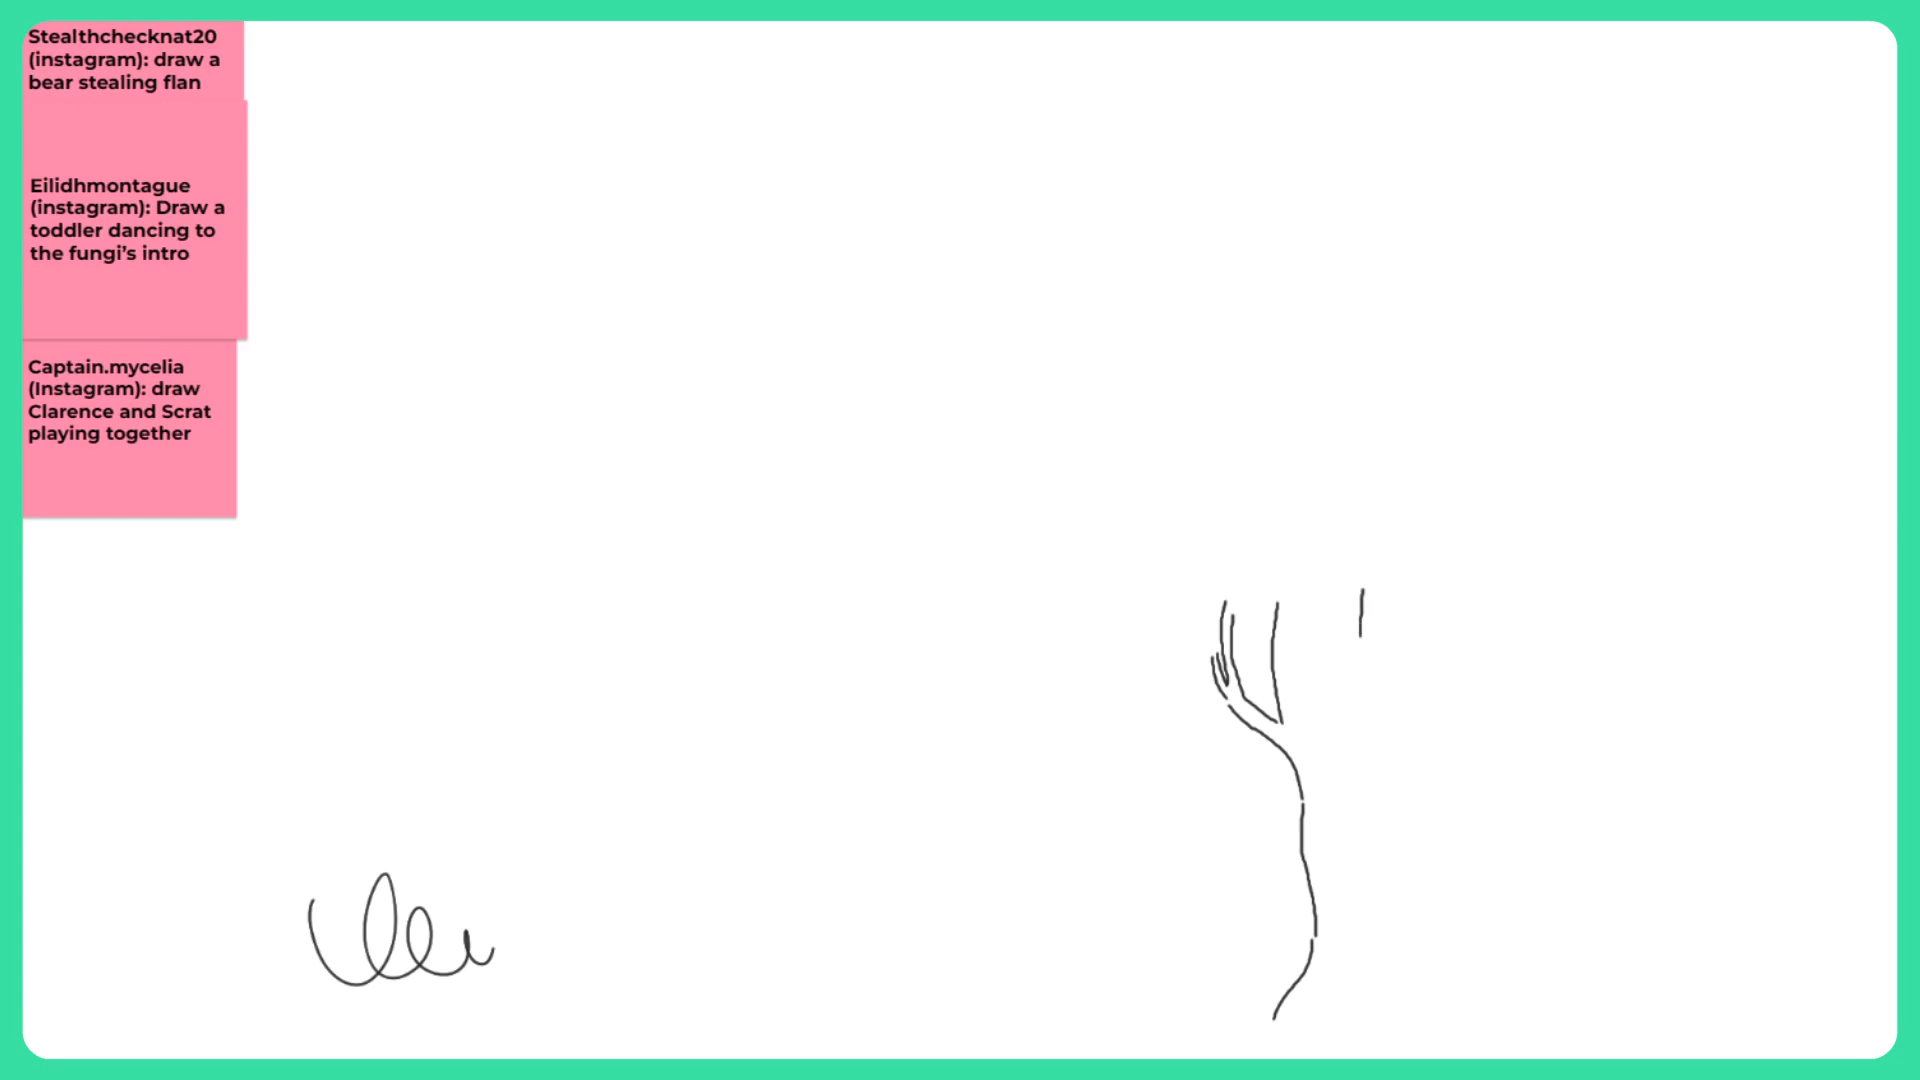 Stealthchecknat20
(instagram): draw a
bear stealing flan
Eilidhmontague
(instagram): Draw a
toddler dancing to
the fungi’s intro
Captain.mycelia
(Instagram): draw
Clarence and Scrat
playing together